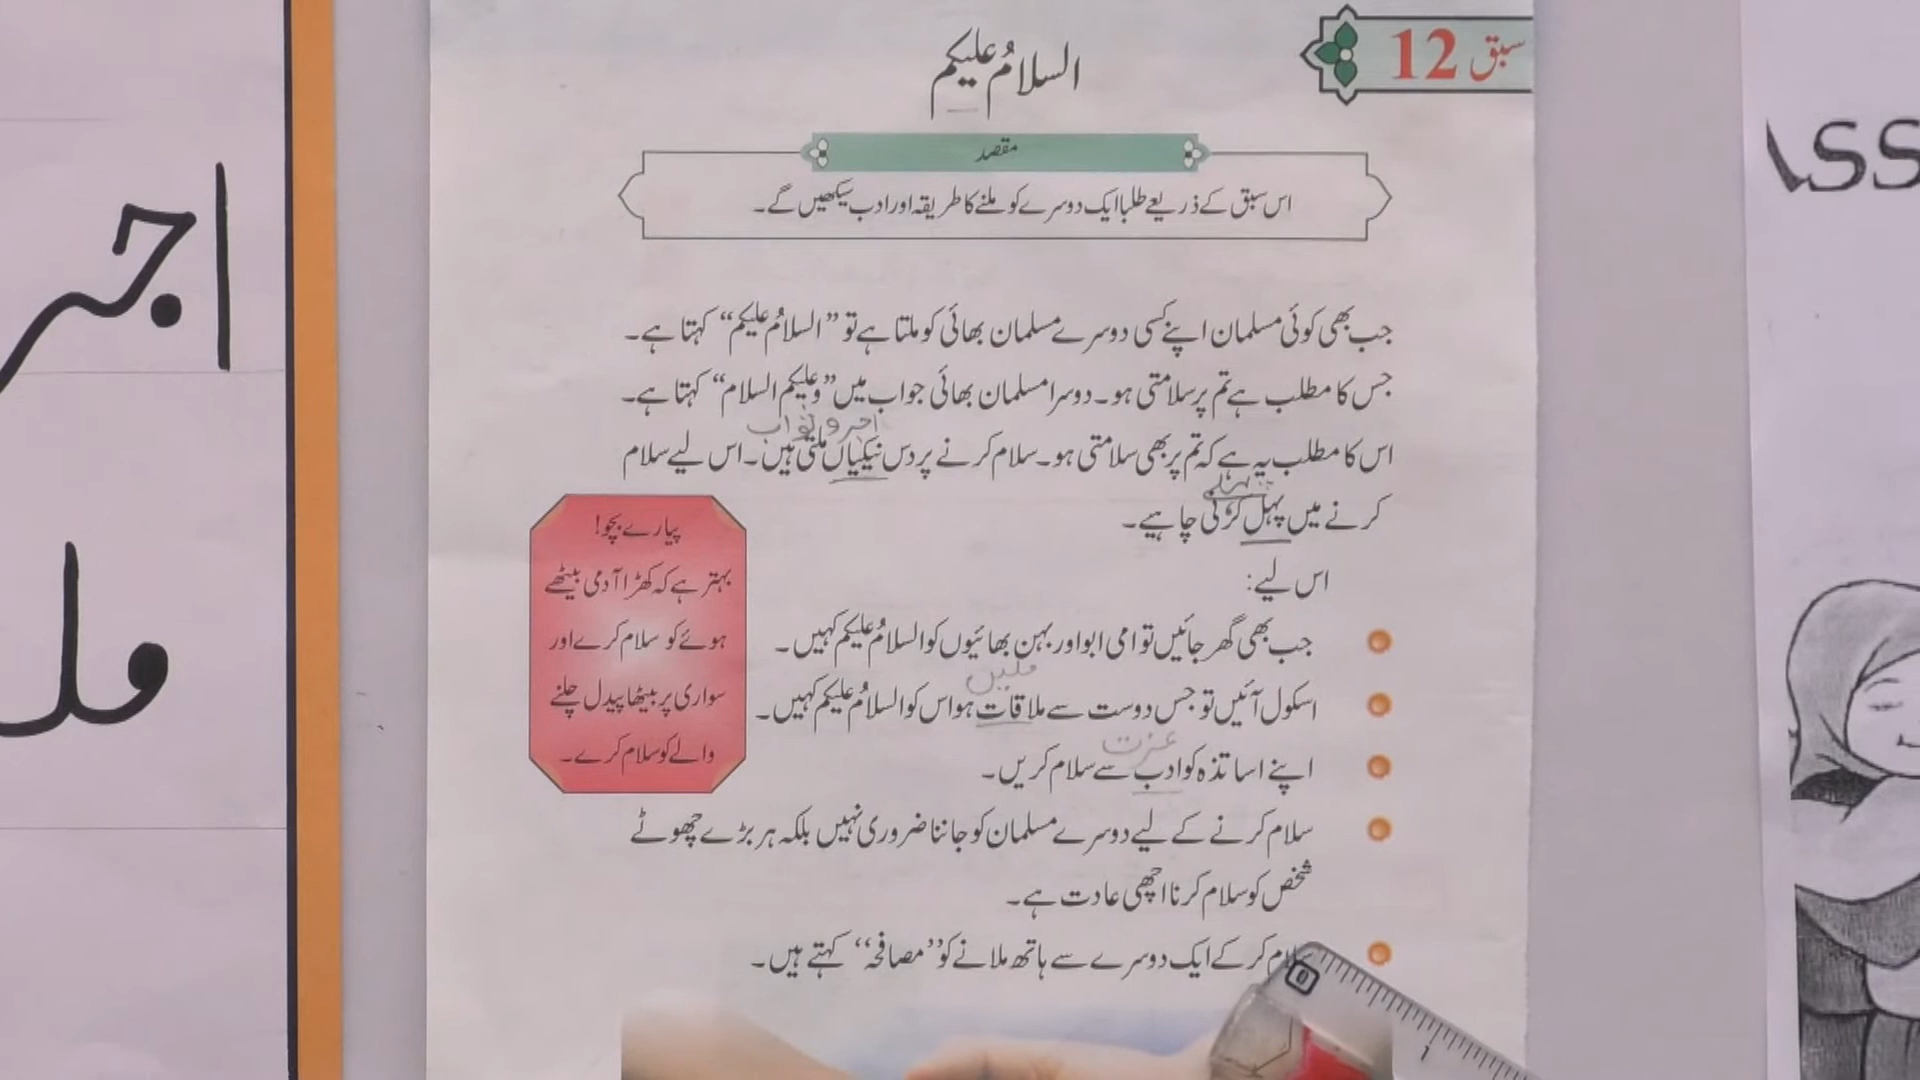 سبق 12
السلامُ علیکم
مقصد
اس سبق کے ذریعے طلبا ایک دوسرے کو ملنے کا طریقہ اور ادب سیکھیں گے۔
جب بھی کوئی مسلمان اپنے کسی دوسرے مسلمان بھائی کو ملتا ہے تو ”السلامُ علیکم“ کہتا ہے۔
جس کا مطلب ہے تم پر سلامتی ہو۔ دوسرا مسلمان بھائی جواب میں ”وعلیکم السلام“ کہتا ہے۔
اجر و ثواب
اس کا مطلب یہ ہے کہ تم پر بھی سلامتی ہو۔ سلام کرنے پر دس نیکیاں ملتی ہیں۔ اس لیے سلام
پہلے
کرنے میں پہل کرنی چاہیے۔
اس لیے:
جب بھی گھر جائیں تو امی ابو اور بہن بھائیوں کو السلامُ علیکم کہیں۔
ملیں
اسکول آئیں تو جس دوست سے ملاقات ہو اس کو السلامُ علیکم کہیں۔
عزت
اپنے اساتذہ کو ادب سے سلام کریں۔
سلام کرنے کے لیے دوسرے مسلمان کو جاننا ضروری نہیں بلکہ ہر بڑے چھوٹے
شخص کو سلام کرنا اچھی عادت ہے۔
سلام کر کے ایک دوسرے سے ہاتھ ملانے کو ”مصافحہ“ کہتے ہیں۔
پیارے بچو!
بہتر ہے کہ کھڑا آدمی بیٹھے
ہوئے کو سلام کرے اور
سواری پر بیٹھا پیدل چلنے
والے کو سلام کرے۔
اجر
ملـ
ASS
0
1